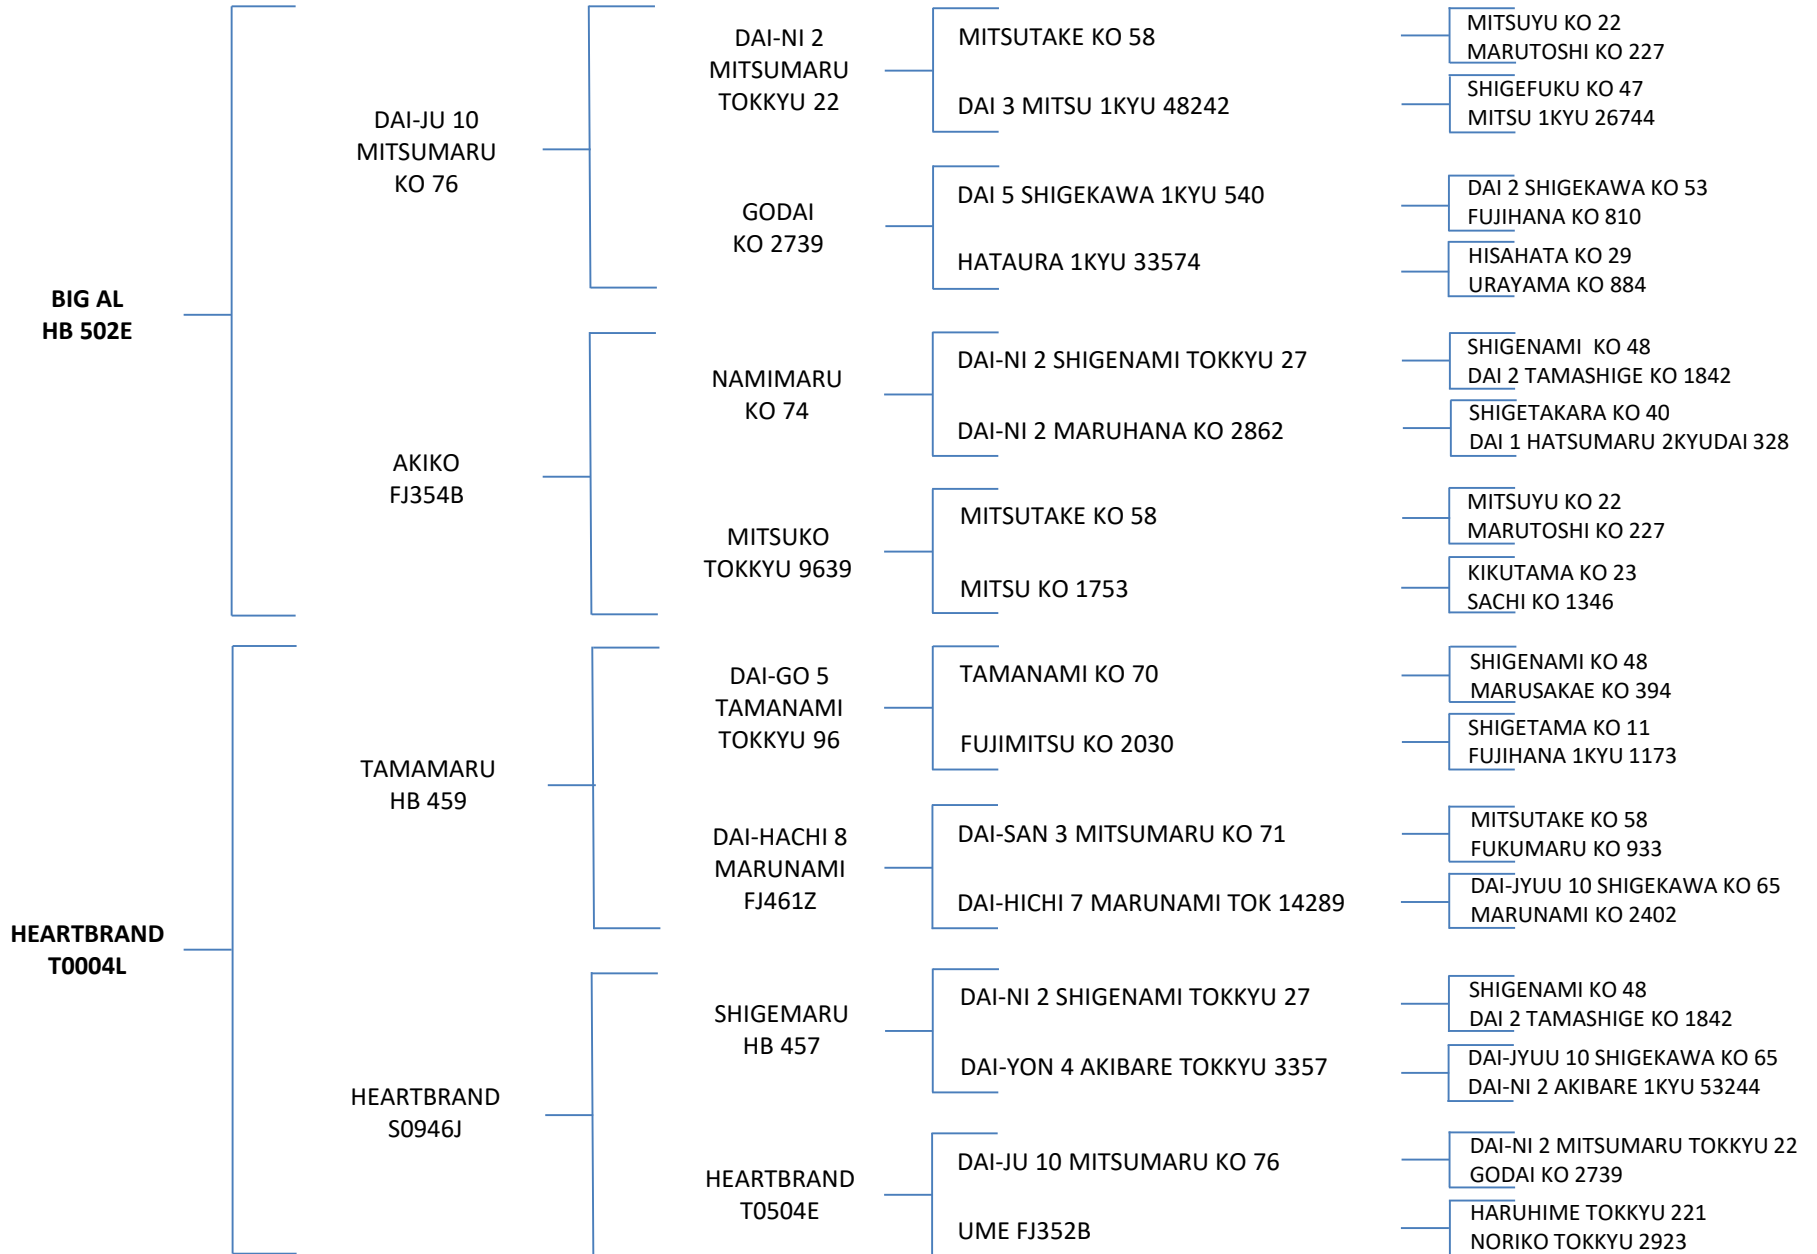 BIG AL
HB 502E
DAI-JU 10
MITSUMARU
KO 76
DAI-NI 2
MITSUMARU
TOKKYU 22
MITSUTAKE KO 58
MITSUYU KO 22
MARUTOSHI KO 227
DAI 3 MITSU 1KYU 48242
SHIGEFUKU KO 47
MITSU 1KYU 26744
GODAI
KO 2739
DAI 5 SHIGEKAWA 1KYU 540
DAI 2 SHIGEKAWA KO 53
FUJIHANA KO 810
HATAURA 1KYU 33574
HISAHATA KO 29
URAYAMA KO 884
AKIKO
FJ354B
NAMIMARU
KO 74
DAI-NI 2 SHIGENAMI TOKKYU 27
SHIGENAMI  KO 48
DAI 2 TAMASHIGE KO 1842
DAI-NI 2 MARUHANA KO 2862
SHIGETAKARA KO 40
DAI 1 HATSUMARU 2KYUDAI 328
MITSUKO
TOKKYU 9639
MITSUTAKE KO 58
MITSUYU KO 22
MARUTOSHI KO 227
MITSU KO 1753
KIKUTAMA KO 23
SACHI KO 1346
HEARTBRAND
T0004L
TAMAMARU
HB 459
DAI-GO 5
TAMANAMI
TOKKYU 96
TAMANAMI KO 70
SHIGENAMI KO 48
MARUSAKAE KO 394
FUJIMITSU KO 2030
SHIGETAMA KO 11
FUJIHANA 1KYU 1173
DAI-HACHI 8
MARUNAMI
FJ461Z
DAI-SAN 3 MITSUMARU KO 71
MITSUTAKE KO 58
FUKUMARU KO 933
DAI-HICHI 7 MARUNAMI TOK 14289
DAI-JYUU 10 SHIGEKAWA KO 65
MARUNAMI KO 2402
HEARTBRAND
S0946J
SHIGEMARU
HB 457
DAI-NI 2 SHIGENAMI TOKKYU 27
SHIGENAMI KO 48
DAI 2 TAMASHIGE KO 1842
DAI-YON 4 AKIBARE TOKKYU 3357
DAI-JYUU 10 SHIGEKAWA KO 65
DAI-NI 2 AKIBARE 1KYU 53244
HEARTBRAND
T0504E
DAI-JU 10 MITSUMARU KO 76
DAI-NI 2 MITSUMARU TOKKYU 22
GODAI KO 2739
UME FJ352B
HARUHIME TOKKYU 221
NORIKO TOKKYU 2923